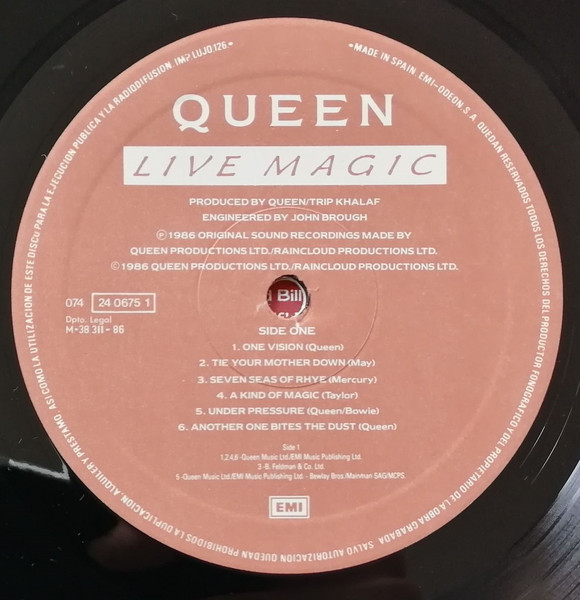 QUEEN
LIVE MAGIC
PRODUCED BY QUEEN/TRIP KHALAF
ENGINEERED BY JOHN BROUGH
℗1986 ORIGINAL SOUND RECORDINGS MADE BY
QUEEN PRODUCTIONS LTD./RAINCLOUD PRODUCTIONS LTD.
©1986 QUEEN PRODUCTIONS LTD./RAINCLOUD PRODUCTIONS LTD.
074 24 0675 1
Dpto. Legal
M-38.311-86
Bill
SIDE ONE
1. ONE VISION (Queen)
2. TIE YOUR MOTHER DOWN (May)
3. SEVEN SEAS OF RHYE (Mercury)
4. A KIND OF MAGIC (Taylor)
5. UNDER PRESSURE (Queen/Bowie)
6. ANOTHER ONE BITES THE DUST (Queen)
Side 1
1,2,4,6 -Queen Music Ltd./EMI Music Publishing Ltd.
3 -B. Feldman & Co. Ltd.
5 -Queen Music Ltd/EMI Music Publishing Ltd. - Bewlay Bros./Mainman SAG/MCPS.
EMI
•MADE IN SPAIN. EMI-ODEON. S.A. QUEDAN RESERVADOS TODOS LOS DERECHOS DEL PRODUCTOR FONOGRAFICO Y DEL PROPIETARIO DE LA OBRA GRABADA. SALVO AUTORIZACION QUEDAN PROHIBIDOS LA DUPLICACION, ALQUILER Y PRESTAMO, ASI COMO LA UTILIZACION DE ESTE DISCO PARA LA EJECUCION PUBLICA Y LA RADIODIFUSION. IMP. LUJO, 126.•